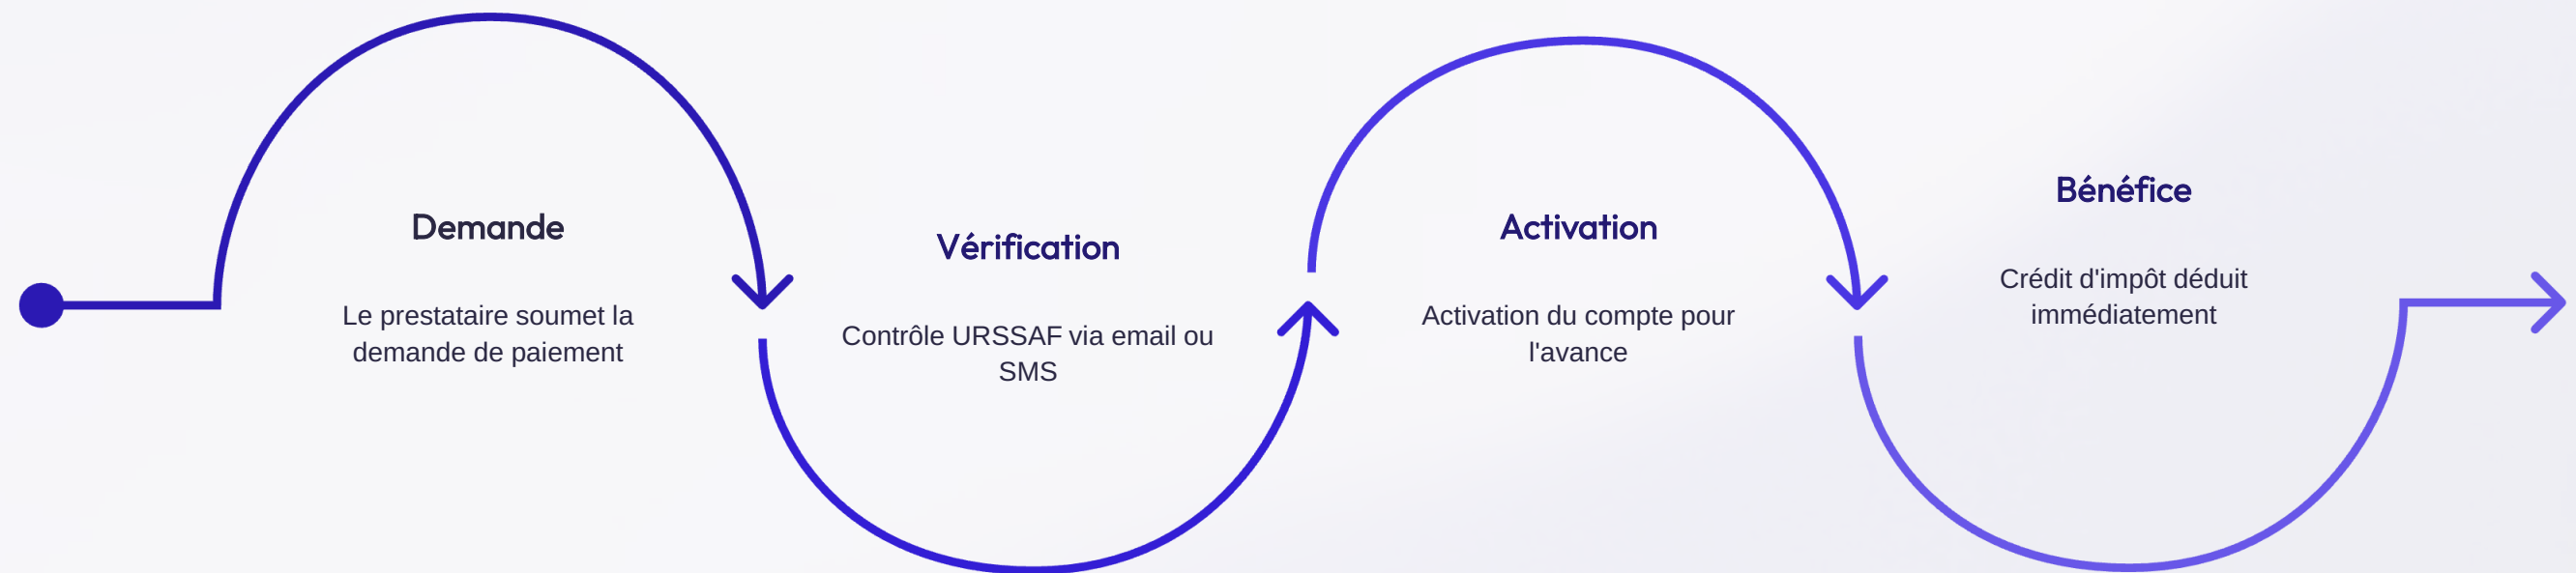 Demande
Le prestataire soumet la
demande de paiement
Vérification
Contrôle URSSAF via email ou
SMS
Activation
Activation du compte pour
l'avance
Bénéfice
Crédit d'impôt déduit
immédiatement